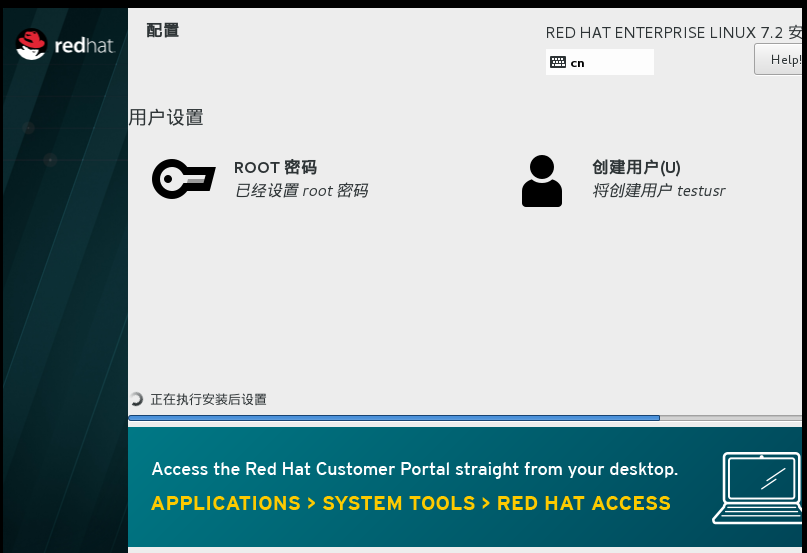 redhat.
配置
RED HAT ENTERPRISE LINUX 7.2 安
cn
Help!
用户设置
ROOT 密码
已经设置 root 密码
创建用户(U)
将创建用户 testusr
正在执行安装后设置
Access the Red Hat Customer Portal straight from your desktop.
APPLICATIONS > SYSTEM TOOLS > RED HAT ACCESS